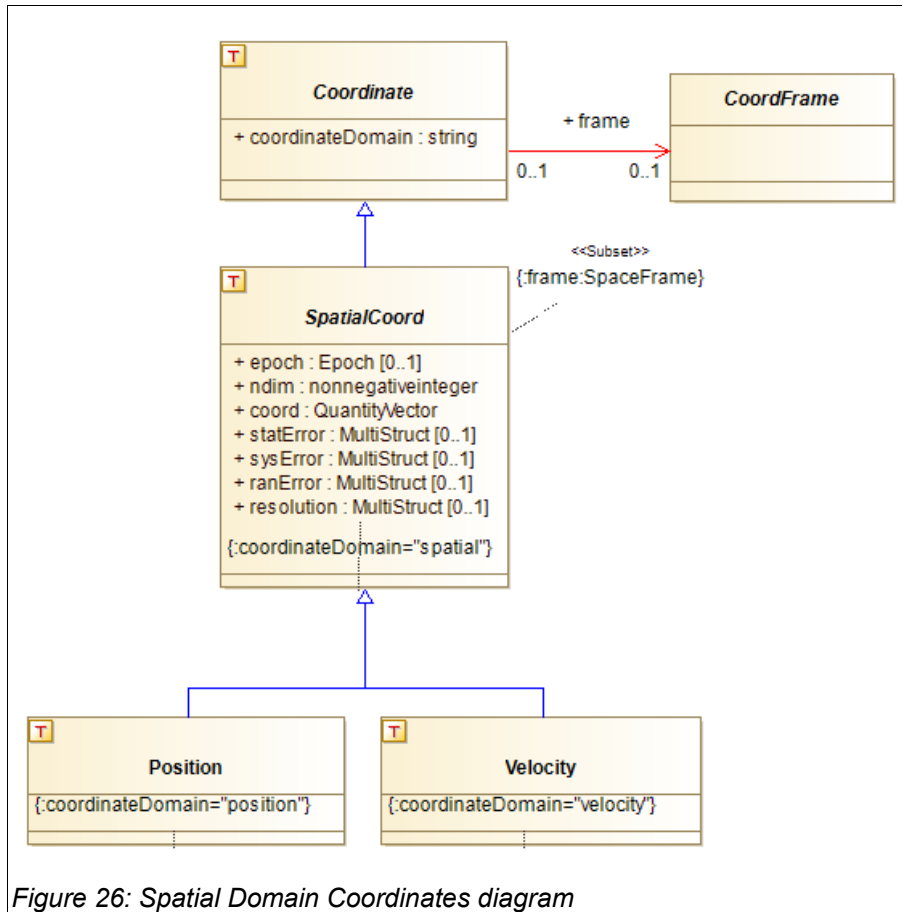 T
Coordinate
+ coordinateDomain : string
CoordFrame
+ frame
0..1
0..1
<<Subset>>
{:frame:SpaceFrame}
T
SpatialCoord
+ epoch : Epoch [0..1]
+ ndim : nonnegativeinteger
+ coord : QuantityVector
+ statError : MultiStruct [0..1]
+ sysError : MultiStruct [0..1]
+ ranError : MultiStruct [0..1]
+ resolution : MultiStruct [0..1]
{:coordinateDomain="spatial"}
T
Position
{:coordinateDomain="position"}
T
Velocity
{:coordinateDomain="velocity"}
Figure 26: Spatial Domain Coordinates diagram